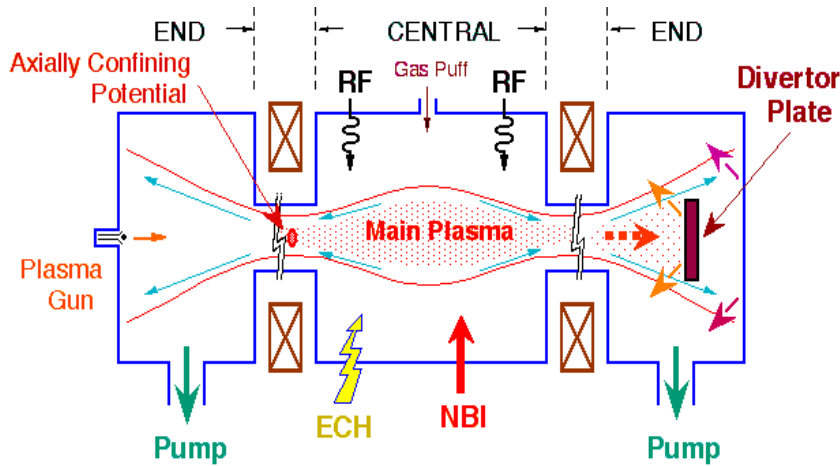 END
CENTRAL
END
Axially Confining
Potential
RF
Gas Puff
RF
Divertor
Plate
Main Plasma
Plasma
Gun
ECH
NBI
Pump
Pump